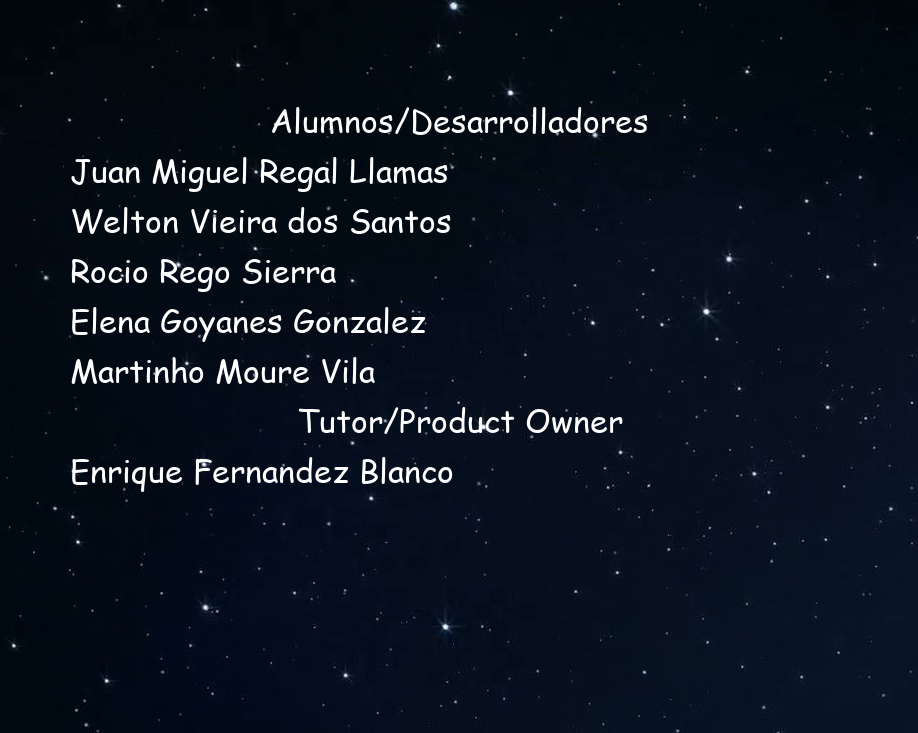 Alumnos/Desarrolladores
Juan Miguel Regal Llamas
Welton Vieira dos Santos
Rocio Rego Sierra
Elena Goyanes Gonzalez
Martinho Moure Vila
Tutor/Product Owner
Enrique Fernandez Blanco